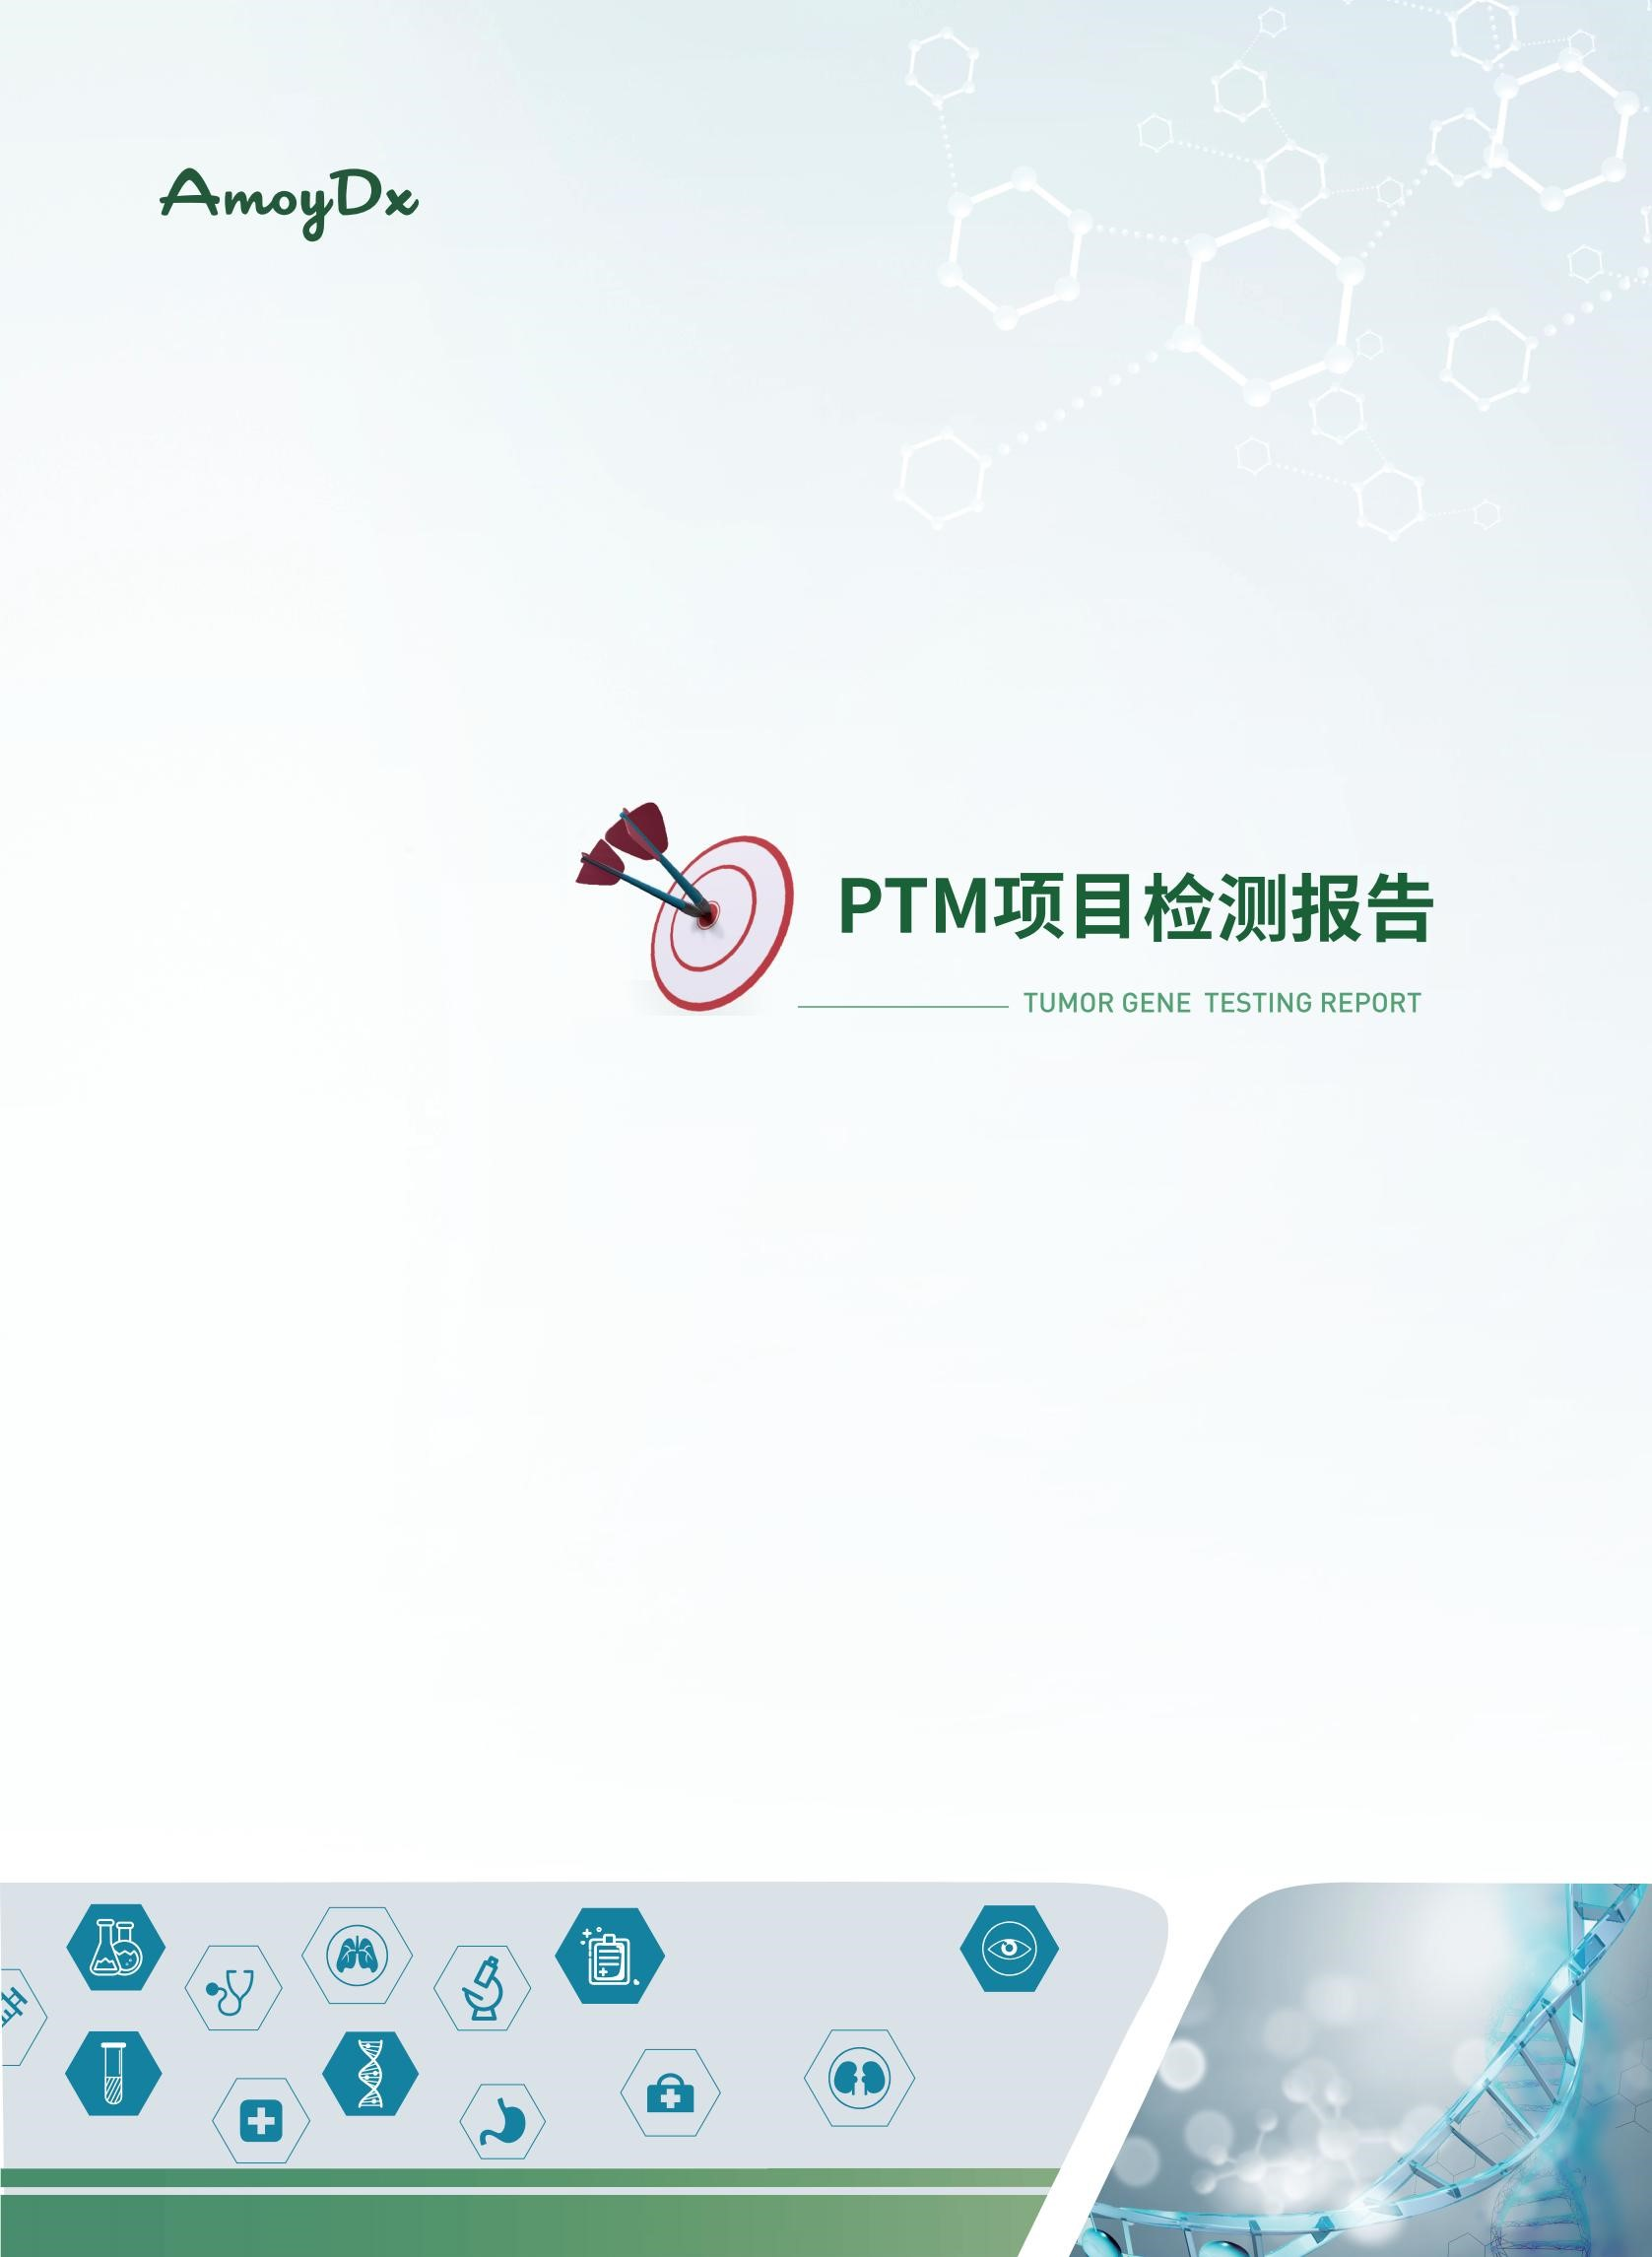 AmoyDx
PTM项目检测报告
TUMOR GENE TESTING REPORT